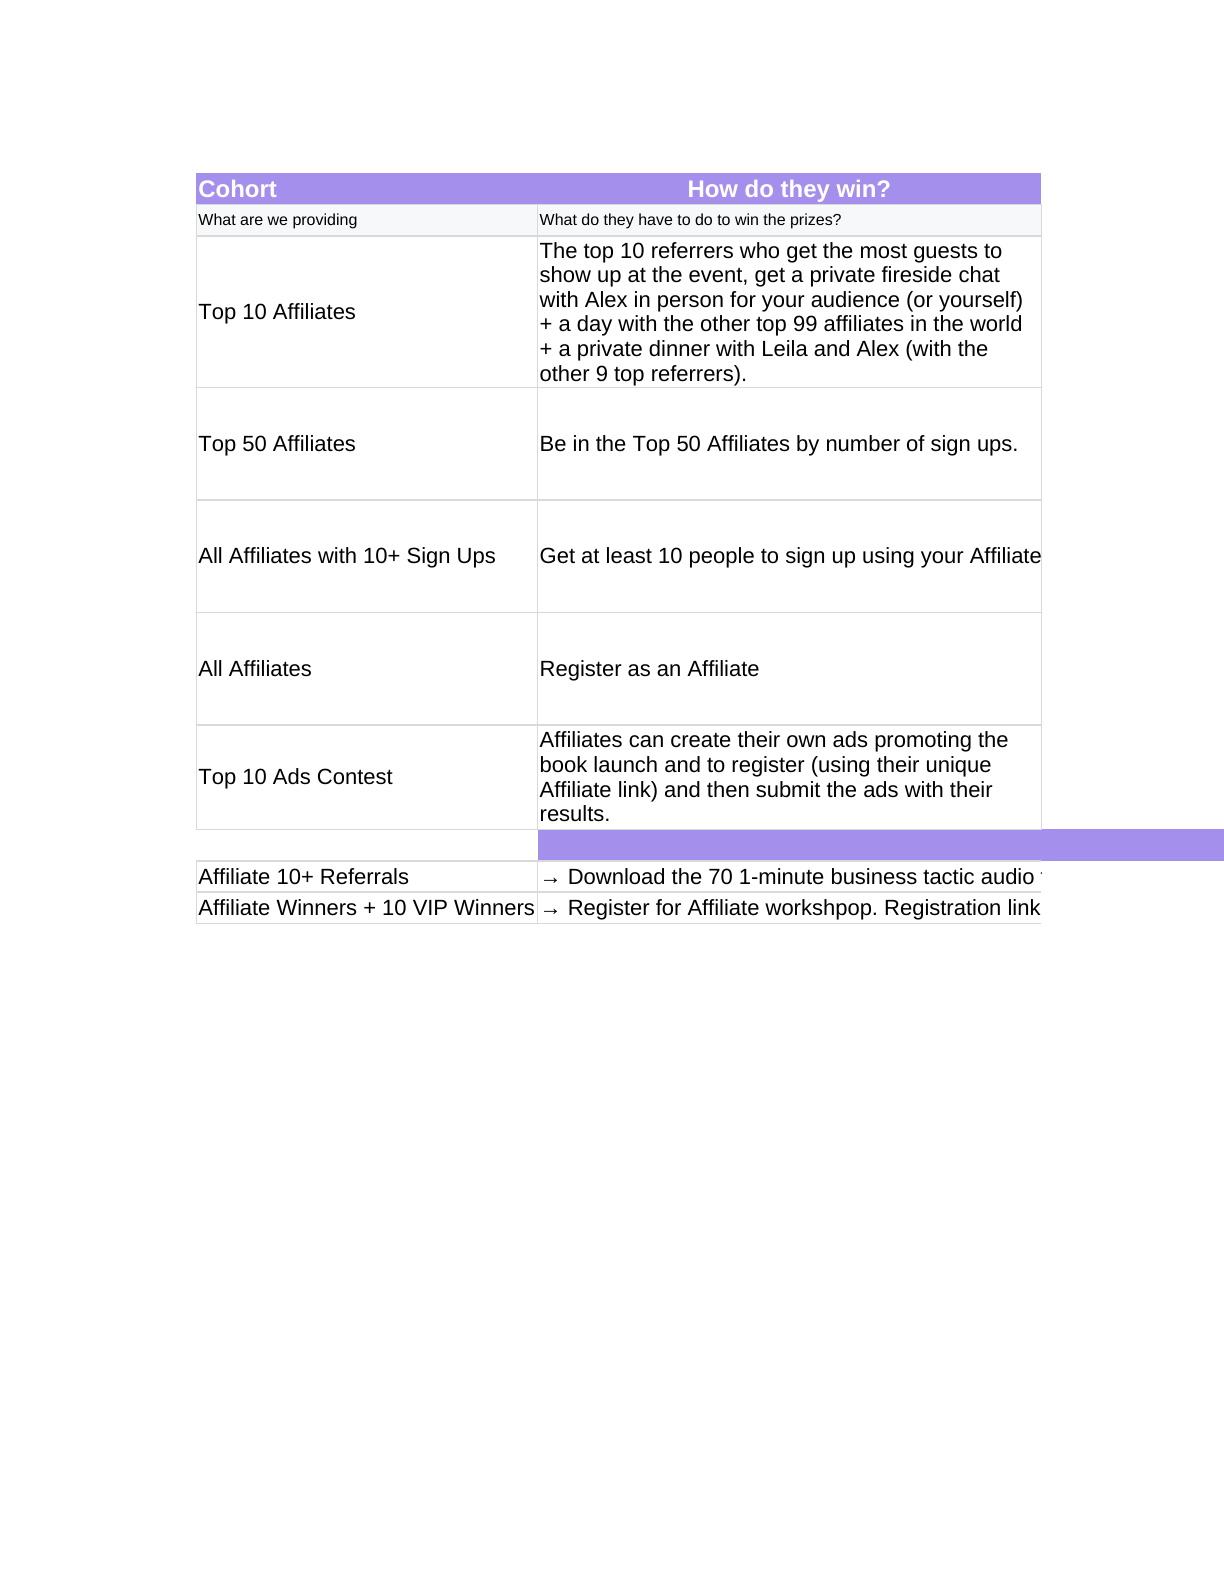 Cohort How do they win?
What are we providing What do they have to do to win the prizes?
Top 10 Affiliates
The top 10 referrers who get the most guests to
show up at the event, get a private fireside chat
with Alex in person for your audience (or yourself)
+ a day with the other top 99 affiliates in the world
+ a private dinner with Leila and Alex (with the
other 9 top referrers).
Top 50 Affiliates Be in the Top 50 Affiliates by number of sign ups.
All Affiliates with 10+ Sign Ups Get at least 10 people to sign up using your Affiliate
All Affiliates Register as an Affiliate
Top 10 Ads Contest
Affiliates can create their own ads promoting the
book launch and to register (using their unique
Affiliate link) and then submit the ads with their
results.
Affiliate 10+ Referrals → Download the 70 1-minute business tactic audio
Affiliate Winners + 10 VIP Winners → Register for Affiliate workshpop. Registration link